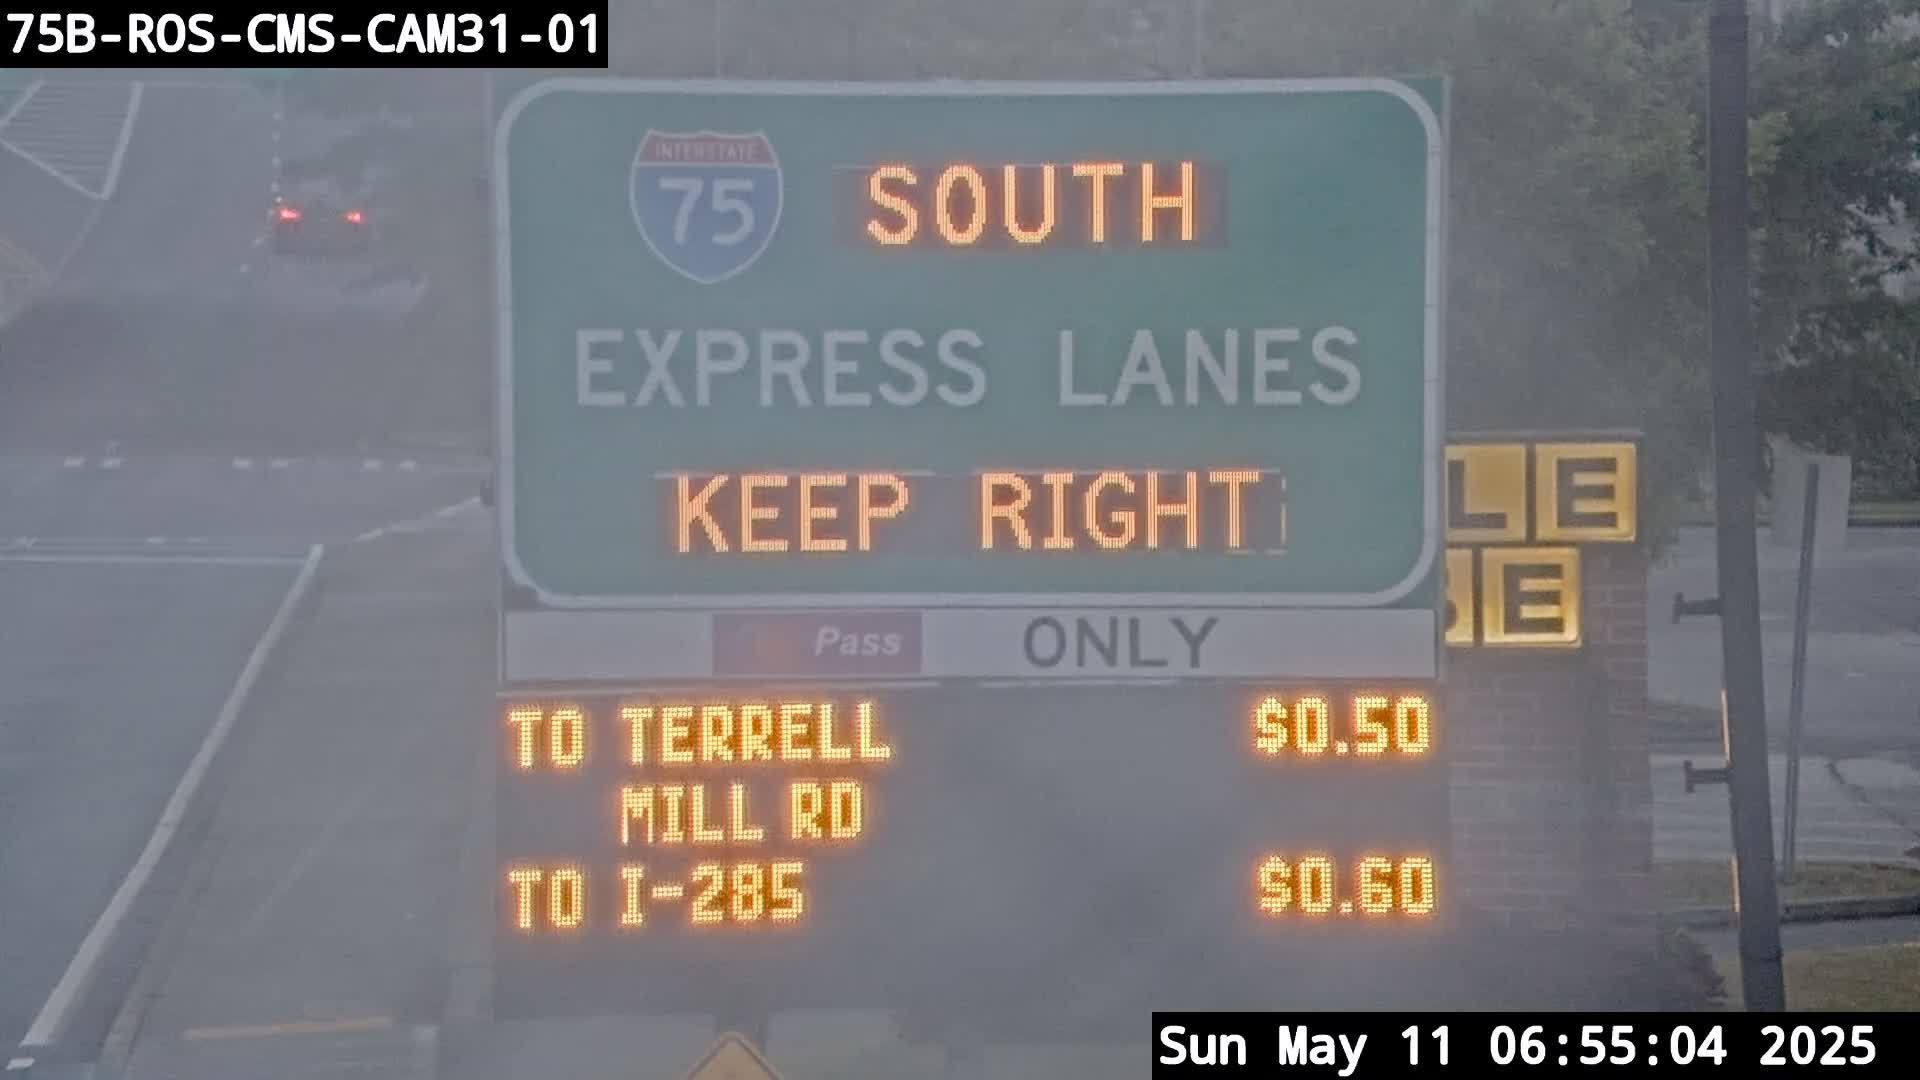 75B-ROS-CMS-CAM31-01
INTERSTATE
75
SOUTH
EXPRESS LANES
KEEP RIGHT
Pass ONLY
TO TERRELL $0.50
MILL RD
TO I-285 $0.60
LE
E
Sun May 11 06:55:04 2025